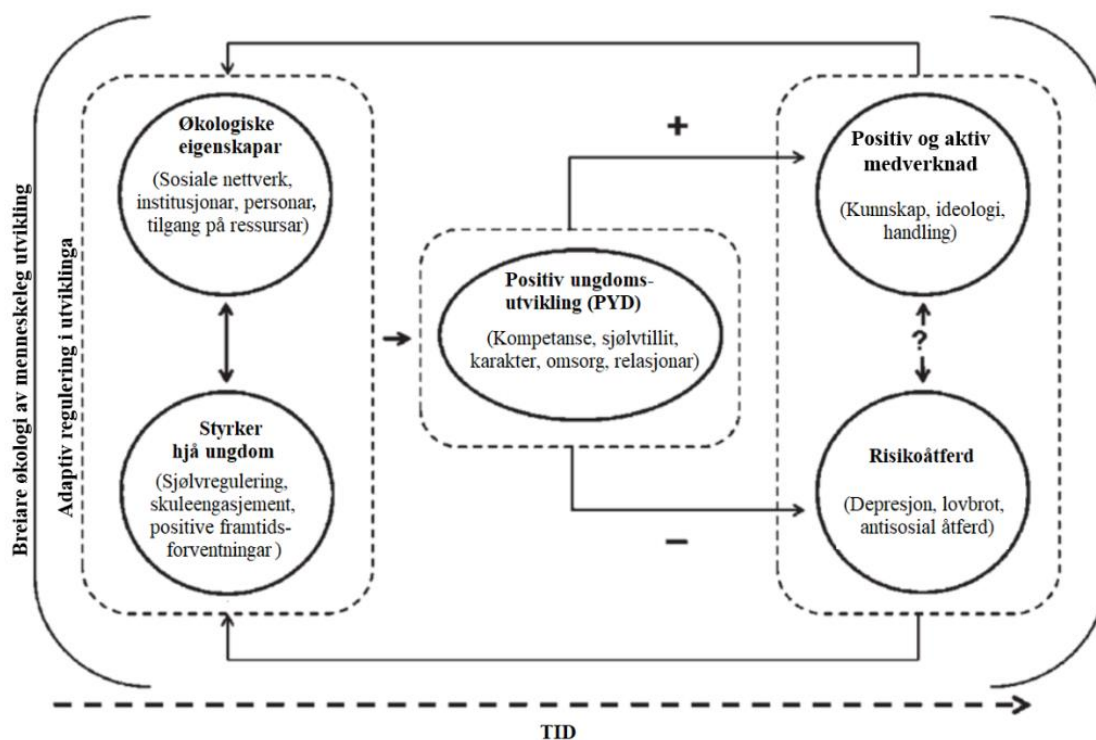 Breiare økologi av menneskeleg utvikling
Adaptiv regulering i utviklinga
Økologiske
eigenskapar
(Sosiale nettverk,
institusjonar, personar,
tilgang på ressursar)
Styrker
hjå ungdom
(Sjølvregulering,
skuleengasjement,
positive framtids-
forventningar )
Positiv ungdoms-
utvikling (PYD)
(Kompetanse, sjølvtillit,
karakter, omsorg, relasjonar)
+
−
Positiv og aktiv
medverknad
(Kunnskap, ideologi,
handling)
?
Risikoåtferd
(Depresjon, lovbrot,
antisosial åtferd)
TID